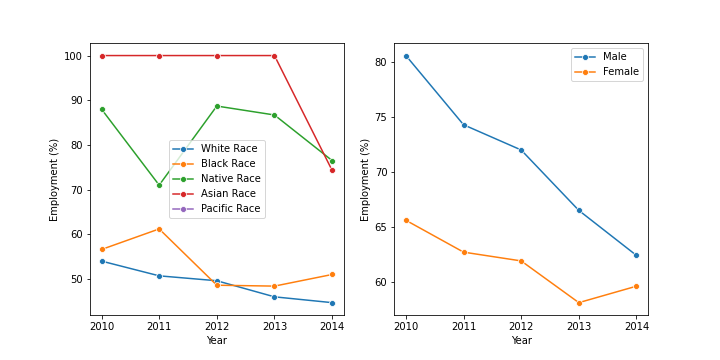 100
90
80
70
60
50
Employment (%)
White Race
Black Race
Native Race
Asian Race
Pacific Race
2010 2011 2012 2013 2014
Year
80
75
70
65
60
Employment (%)
Male
Female
2010 2011 2012 2013 2014
Year